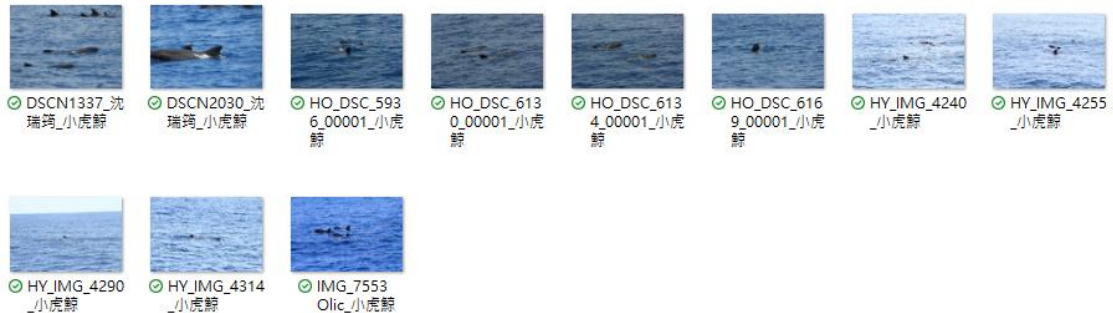 DSCN1337_沈
瑞筠_小虎鯨
DSCN2030_沈
瑞筠_小虎鯨
HO_DSC_593
6_00001_小虎
鯨
HO_DSC_613
0_00001_小虎
鯨
HO_DSC_613
4_00001_小虎
鯨
HO_DSC_616
9_00001_小虎
鯨
HY_IMG_4240
_小虎鯨
HY_IMG_4255
_小虎鯨
HY_IMG_4290
_小虎鯨
HY_IMG_4314
_小虎鯨
IMG_7553
Olic_小虎鯨